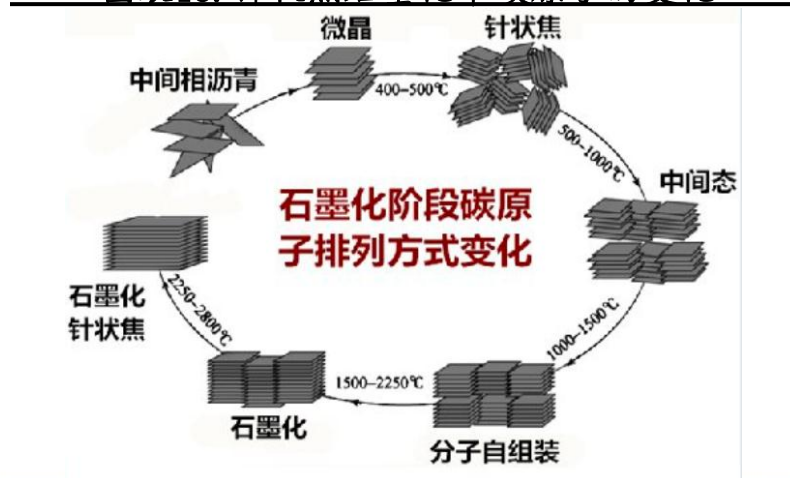 微晶
针状焦
中间相沥青
400–500℃
500–1000℃
中间态
石墨化阶段碳原
子排列方式变化
石墨化
针状焦
2250–2800℃
1000–1500℃
1500–2250℃
石墨化
分子自组装